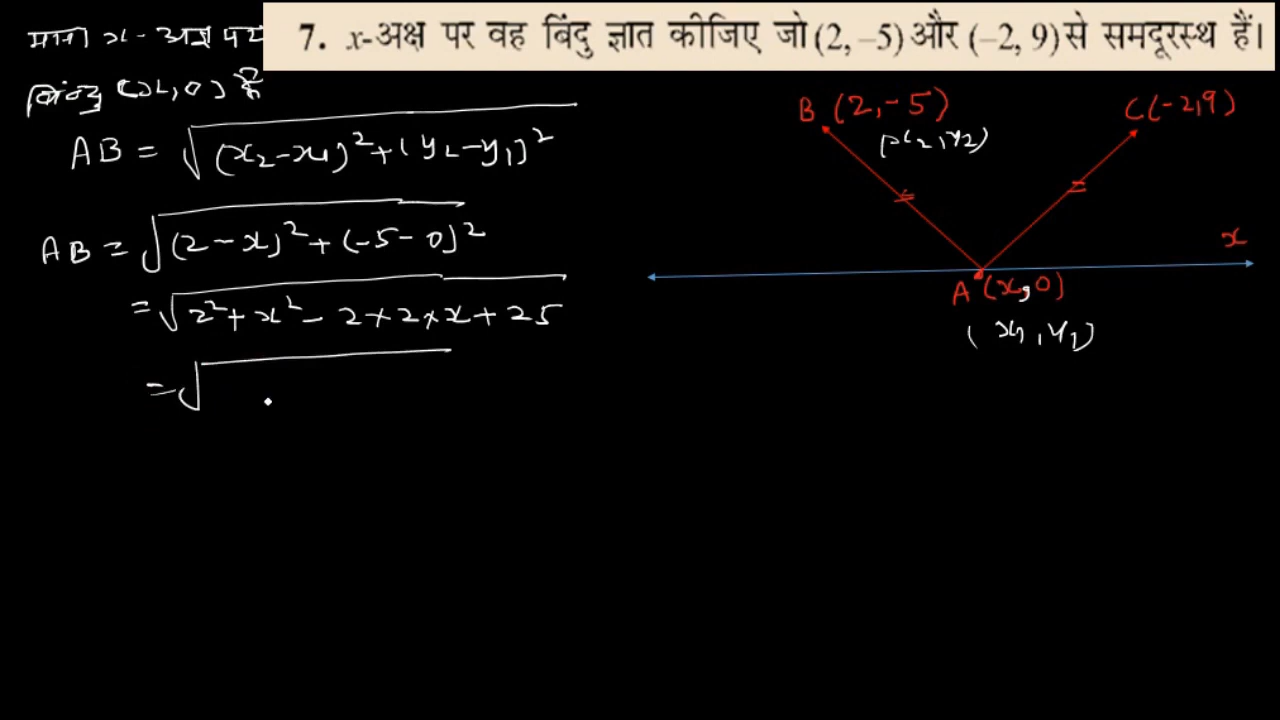 7. x-अक्ष पर वह बिंदु ज्ञात कीजिए जो (2, –5) और (–2, 9) से समदूरस्थ हैं।
माना x-अक्ष पर
बिन्दु (x,0) है
AB = √(x₂-x₁)²+(y₂-y₁)²
AB = √(2-x)²+(-5-0)²
=√2²+x²-2×2×x+25
=√
B (2,-5)
(x₂,y₂)
C(-2,9)
x
A (x,0)
(x₁,y₁)